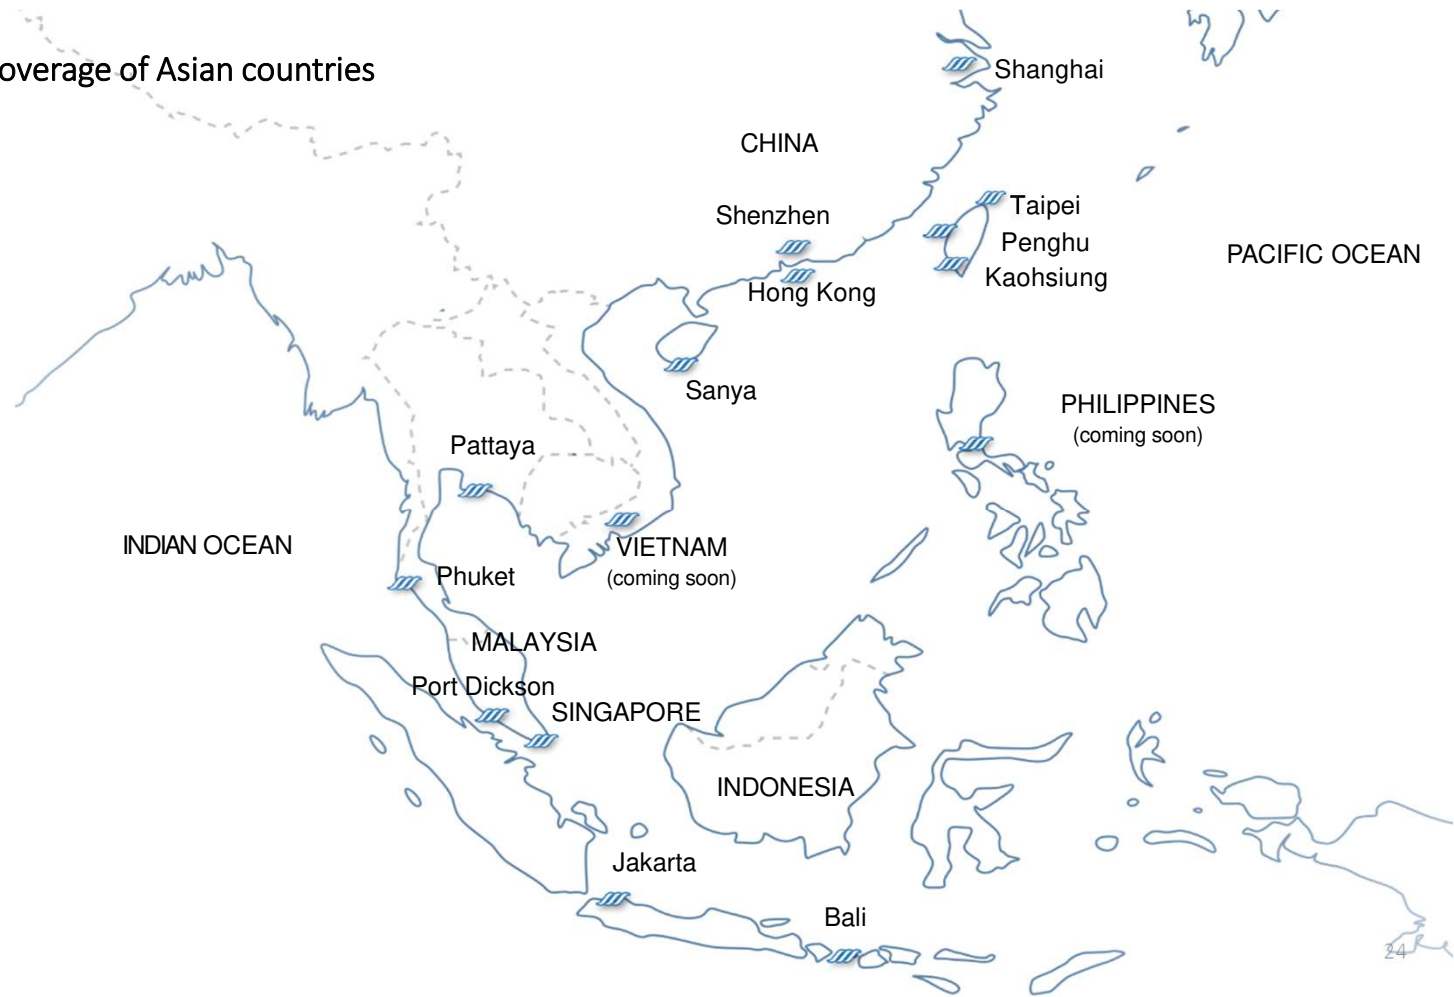 overage of Asian countries
Shanghai
CHINA
Shenzhen
Taipei
Penghu
PACIFIC OCEAN
Kaohsiung
Hong Kong
Sanya
PHILIPPINES
(coming soon)
Pattaya
INDIAN OCEAN
VIETNAM
(coming soon)
Phuket
MALAYSIA
Port Dickson
SINGAPORE
INDONESIA
Jakarta
Bali
24